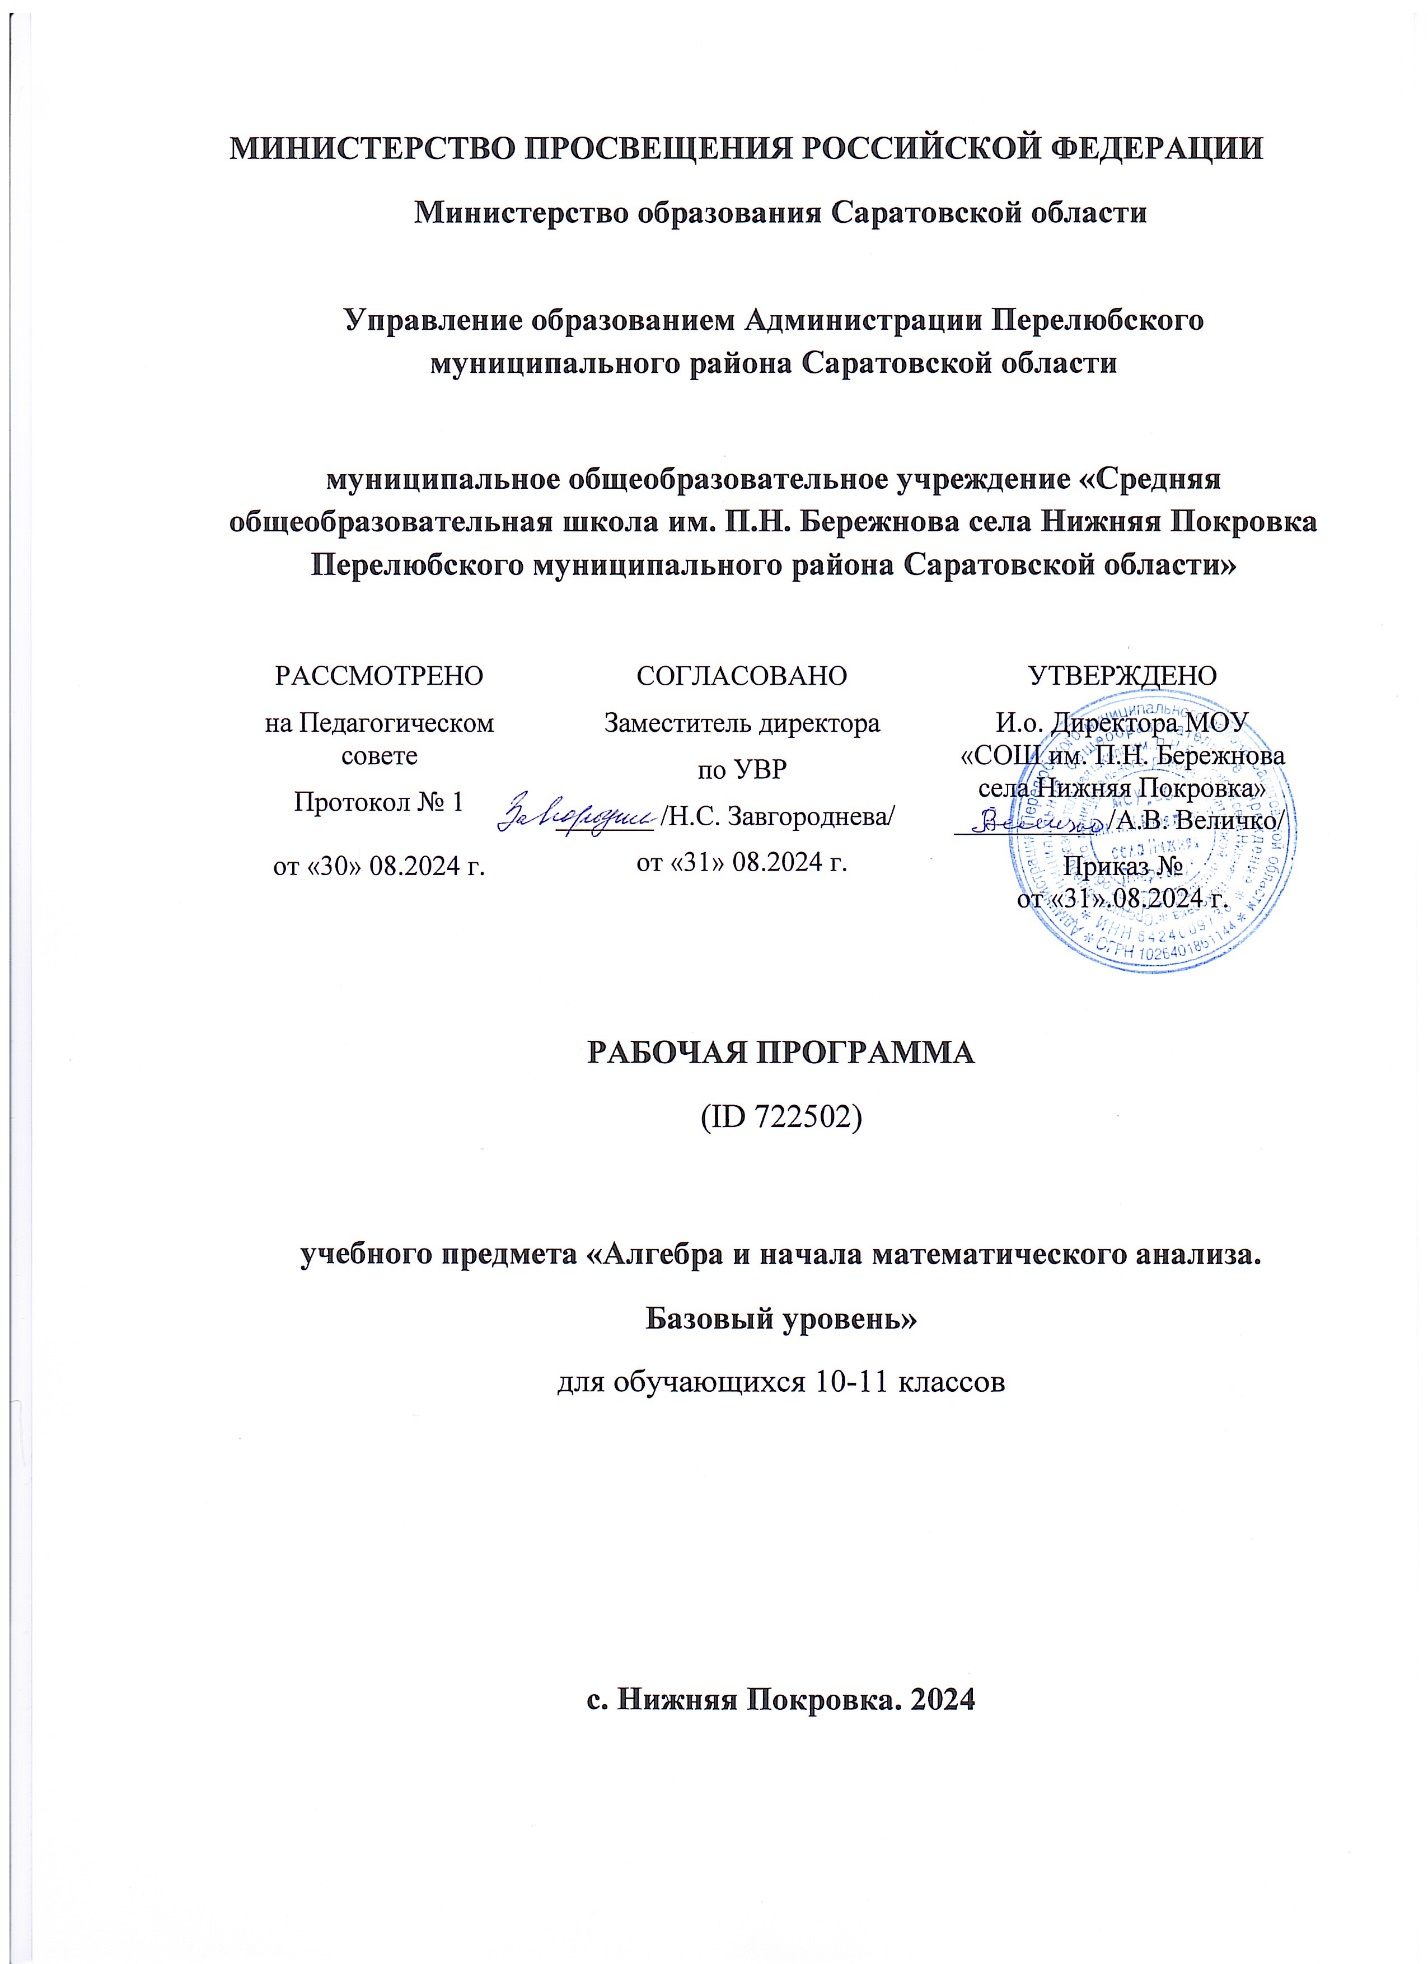 МИНИСТЕРСТВО ПРОСВЕЩЕНИЯ РОССИЙСКОЙ ФЕДЕРАЦИИ
Министерство образования Саратовской области
Управление образованием Администрации Перелюбского
муниципального района Саратовской области
муниципальное общеобразовательное учреждение «Средняя
общеобразовательная школа им. П.Н. Бережнова села Нижняя Покровка
Перелюбского муниципального района Саратовской области»
РАССМОТРЕНО
на Педагогическом
совете
Протокол № 1
от «30» 08.2024 г.
СОГЛАСОВАНО
Заместитель директора
по УВР
/Н.С. Завгороднева/
от «31» 08.2024 г.
УТВЕРЖДЕНО
И.о. Директора МОУ
«СОШ им. П.Н. Бережнова
села Нижняя Покровка»
/А.В. Величко/
Приказ №
от «31».08.2024 г.
РАБОЧАЯ ПРОГРАММА
(ID 722502)
учебного предмета «Алгебра и начала математического анализа.
Базовый уровень»
для обучающихся 10-11 классов
с. Нижняя Покровка. 2024